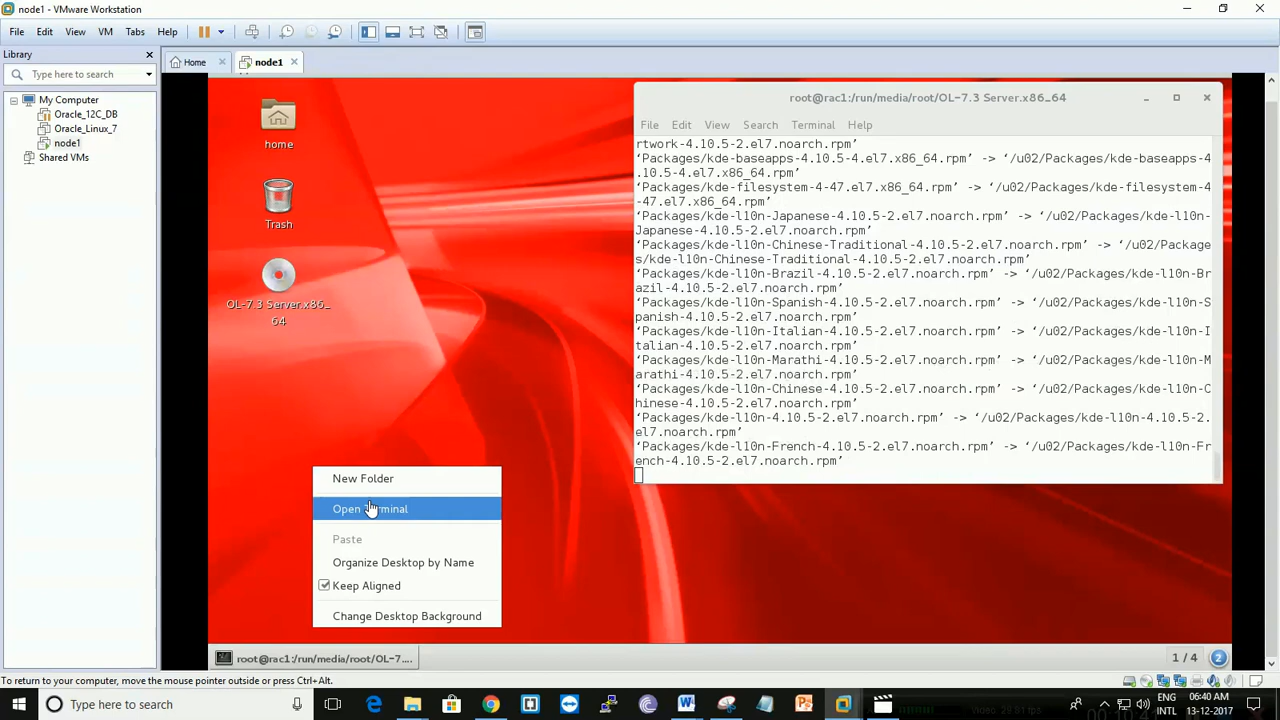 node1 - VMware Workstation
File Edit View VM Tabs Help
Library
Type here to search
Home
node1
My Computer
Oracle_12C_DB
Oracle_Linux_7
node1
Shared VMs
home
Trash
OL-7.3 Server.x86_
64
root@rac1:/run/media/root/OL-7.3 Server.x86_64
File Edit View Search Terminal Help
rtwork-4.10.5-2.el7.noarch.rpm’
‘Packages/kde-baseapps-4.10.5-4.el7.x86_64.rpm’ -> ‘/u02/Packages/kde-baseapps-4
.10.5-4.el7.x86_64.rpm’
‘Packages/kde-filesystem-4-47.el7.x86_64.rpm’ -> ‘/u02/Packages/kde-filesystem-4
-47.el7.x86_64.rpm’
‘Packages/kde-l10n-Japanese-4.10.5-2.el7.noarch.rpm’ -> ‘/u02/Packages/kde-l10n-
Japanese-4.10.5-2.el7.noarch.rpm’
‘Packages/kde-l10n-Chinese-Traditional-4.10.5-2.el7.noarch.rpm’ -> ‘/u02/Package
s/kde-l10n-Chinese-Traditional-4.10.5-2.el7.noarch.rpm’
‘Packages/kde-l10n-Brazil-4.10.5-2.el7.noarch.rpm’ -> ‘/u02/Packages/kde-l10n-Br
azil-4.10.5-2.el7.noarch.rpm’
‘Packages/kde-l10n-Spanish-4.10.5-2.el7.noarch.rpm’ -> ‘/u02/Packages/kde-l10n-S
panish-4.10.5-2.el7.noarch.rpm’
‘Packages/kde-l10n-Italian-4.10.5-2.el7.noarch.rpm’ -> ‘/u02/Packages/kde-l10n-I
talian-4.10.5-2.el7.noarch.rpm’
‘Packages/kde-l10n-Marathi-4.10.5-2.el7.noarch.rpm’ -> ‘/u02/Packages/kde-l10n-M
arathi-4.10.5-2.el7.noarch.rpm’
‘Packages/kde-l10n-Chinese-4.10.5-2.el7.noarch.rpm’ -> ‘/u02/Packages/kde-l10n-C
hinese-4.10.5-2.el7.noarch.rpm’
‘Packages/kde-l10n-4.10.5-2.el7.noarch.rpm’ -> ‘/u02/Packages/kde-l10n-4.10.5-2.
el7.noarch.rpm’
‘Packages/kde-l10n-French-4.10.5-2.el7.noarch.rpm’ -> ‘/u02/Packages/kde-l10n-Fr
ench-4.10.5-2.el7.noarch.rpm’
New Folder
Open Terminal
Paste
Organize Desktop by Name
Keep Aligned
Change Desktop Background
root@rac1:/run/media/root/OL-7....
1 / 4
2
To return to your computer, move the mouse pointer outside or press Ctrl+Alt.
Type here to search
ENG
INTL
06:40 AM
13-12-2017